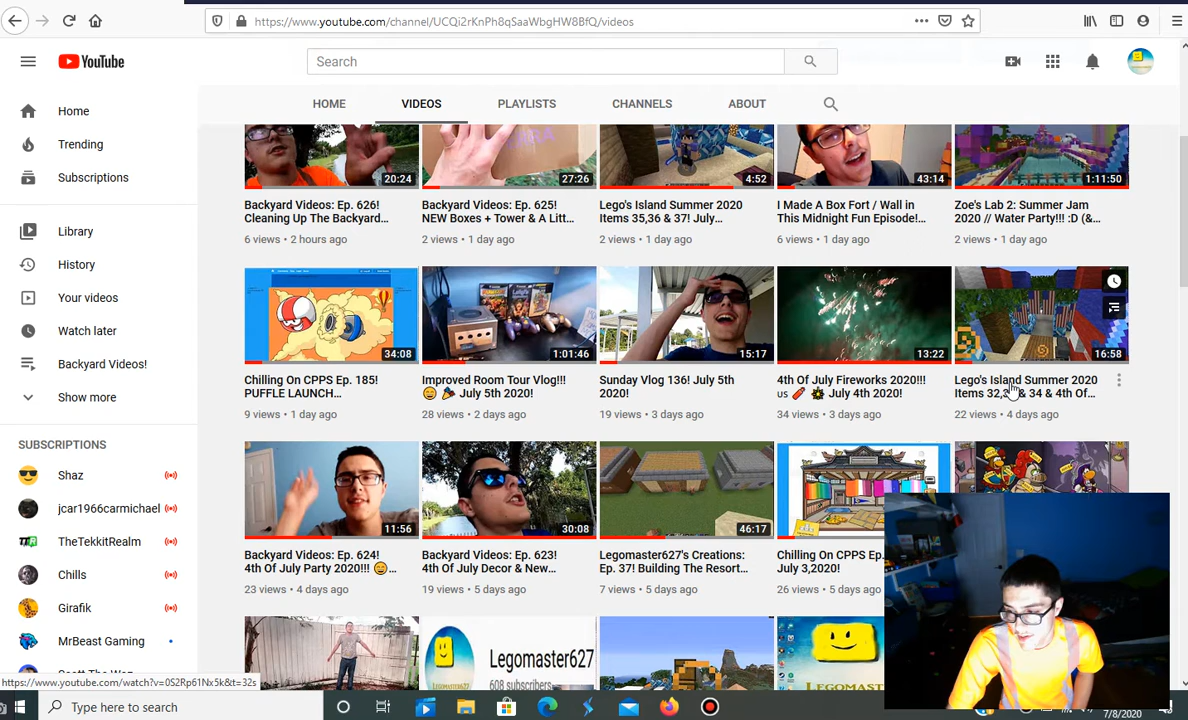 https://www.youtube.com/channel/UCQi2rKnPh8qSaaWbgHW8BfQ/videos
YouTube
Search
HOME VIDEOS PLAYLISTS CHANNELS ABOUT
Home
Trending
Subscriptions
Library
History
Your videos
Watch later
Backyard Videos!
Show more
SUBSCRIPTIONS
Shaz
jcar1966carmichael
TheTekkitRealm
Chills
Girafik
MrBeast Gaming
20:24
Backyard Videos: Ep. 626!
Cleaning Up The Backyard...
6 views • 2 hours ago
27:26
Backyard Videos: Ep. 625!
NEW Boxes + Tower & A Litt...
2 views • 1 day ago
4:52
Lego's Island Summer 2020
Items 35,36 & 37! July...
2 views • 1 day ago
43:14
I Made A Box Fort / Wall in
This Midnight Fun Episode!...
6 views • 1 day ago
1:11:50
Zoe's Lab 2: Summer Jam
2020 // Water Party!!! :D (&...
2 views • 1 day ago
34:08
Chilling On CPPS Ep. 185!
PUFFLE LAUNCH...
9 views • 1 day ago
1:01:46
Improved Room Tour Vlog!!!
😄 🎉 July 5th 2020!
28 views • 2 days ago
15:17
Sunday Vlog 136! July 5th
2020!
19 views • 3 days ago
13:22
4th Of July Fireworks 2020!!!
us 🧨 🎆 July 4th 2020!
34 views • 3 days ago
16:58
Lego's Island Summer 2020
Items 32,3 & 34 & 4th Of...
22 views • 4 days ago
11:56
Backyard Videos: Ep. 624!
4th Of July Party 2020!!! 😄...
23 views • 4 days ago
30:08
Backyard Videos: Ep. 623!
4th Of July Decor & New...
19 views • 5 days ago
46:17
Legomaster627's Creations:
Ep. 37! Building The Resort...
7 views • 5 days ago
Chilling On CPPS Ep.
July 3,2020!
26 views • 5 days
Legomaster627
608 subscribers
https://www.youtube.com/watch?v=0S2Rp61Nx5k&t=32s
Type here to search
7/8/2020